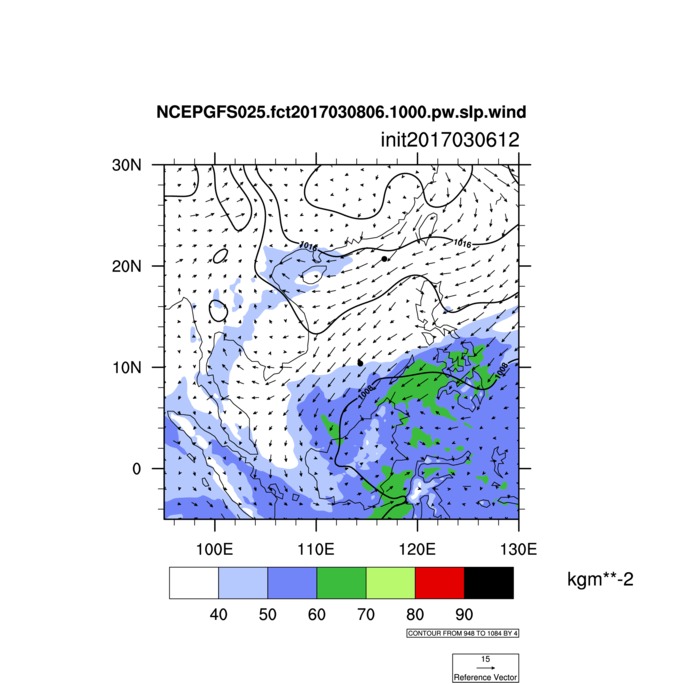 NCEPGFS025.fct2017030806.1000.pw.slp.wind
init2017030612
30N
20N
10N
0
1016
1016
1008
1008
100E
110E
120E
130E
kgm**-2
40
50
60
70
80
90
CONTOUR FROM 948 TO 1084 BY 4
15
Reference Vector